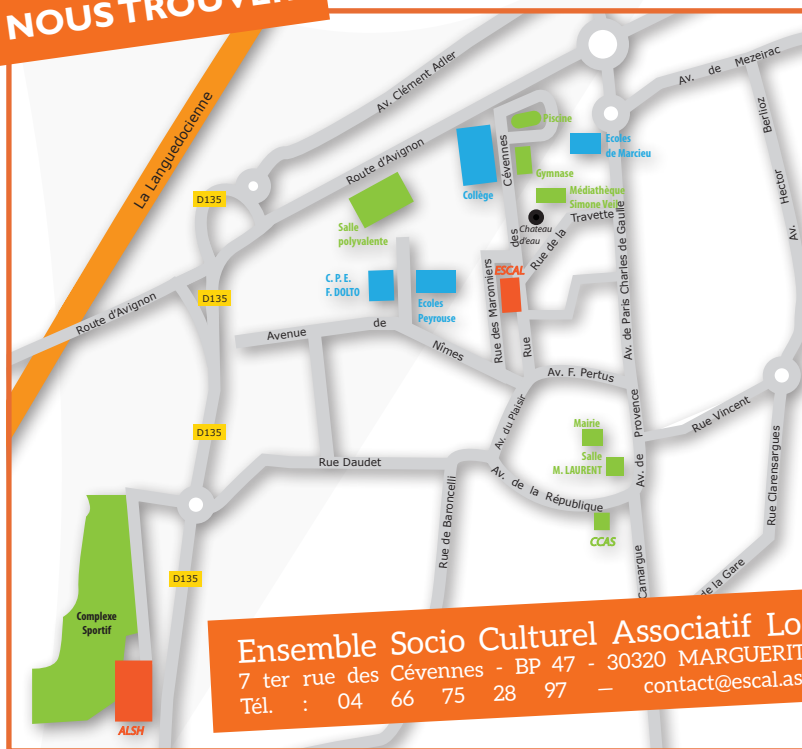 NOUS TROUVER
La Languedocienne
Av. Clément Adler
Route d'Avignon
Av. de Mezeirac
Av. Hector Berlioz
Piscine
Ecoles
de Marcieu
Collège
Gymnase
Médiathèque
Simone Veil
Rue de la Travette
Chateau
d'eau
Rue des Cévennes
Salle
polyvalente
D135
D135
D135
D135
Route d'Avignon
C. P. E.
F. DOLTO
Ecoles
Peyrouse
ESCAL
Rue des Maronniers
Av. de Paris Charles de Gaulle
Avenue de Nîmes
Av. F. Pertus
Av. du Plaisir
Mairie
Salle
M. LAURENT
Av. de Provence
Rue Vincent
Rue Daudet
Av. de la République
CCAS
Rue de Baroncelli
Camargue
Rue Clarensargues
de la Gare
Complexe
Sportif
ALSH
Ensemble Socio Culturel Associatif Lo
7 ter rue des Cévennes - BP 47 - 30320 MARGUERIT
Tél. : 04 66 75 28 97 – contact@escal.as